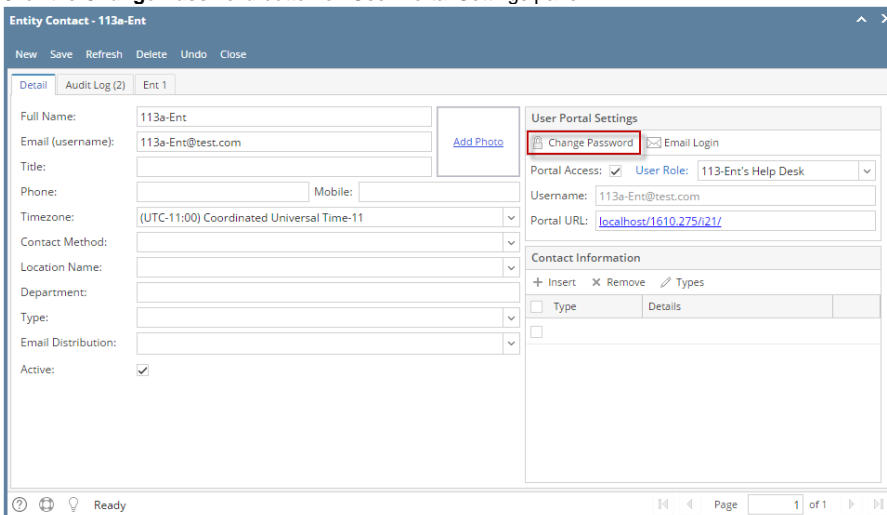 Entity Contact - 113a-Ent
New Save Refresh Delete Undo Close
Detail Audit Log (2) Ent 1
Full Name: 113a-Ent
Email (username): 113a-Ent@test.com
Add Photo
Title:
Phone: Mobile:
Timezone: (UTC-11:00) Coordinated Universal Time-11
Contact Method:
Location Name:
Department:
Type:
Email Distribution:
Active:
User Portal Settings
Change Password Email Login
Portal Access: User Role: 113-Ent's Help Desk
Username: 113a-Ent@test.com
Portal URL: localhost/1610.275/i21/
Contact Information
Insert Remove Types
Type Details
Ready
Page 1 of 1